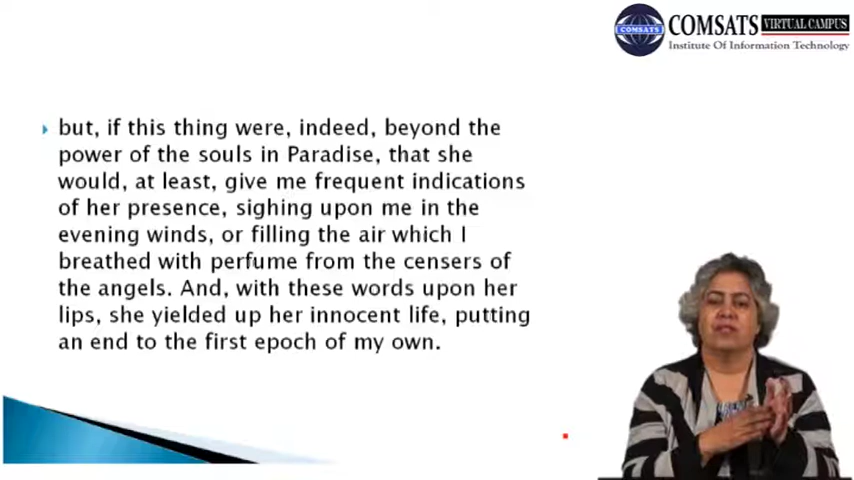 COMSATS VIRTUAL CAMPUS
COMSATS
Institute Of Information Technology
but, if this thing were, indeed, beyond the
power of the souls in Paradise, that she
would, at least, give me frequent indications
of her presence, sighing upon me in the
evening winds, or filling the air which I
breathed with perfume from the censers of
the angels. And, with these words upon her
lips, she yielded up her innocent life, putting
an end to the first epoch of my own.